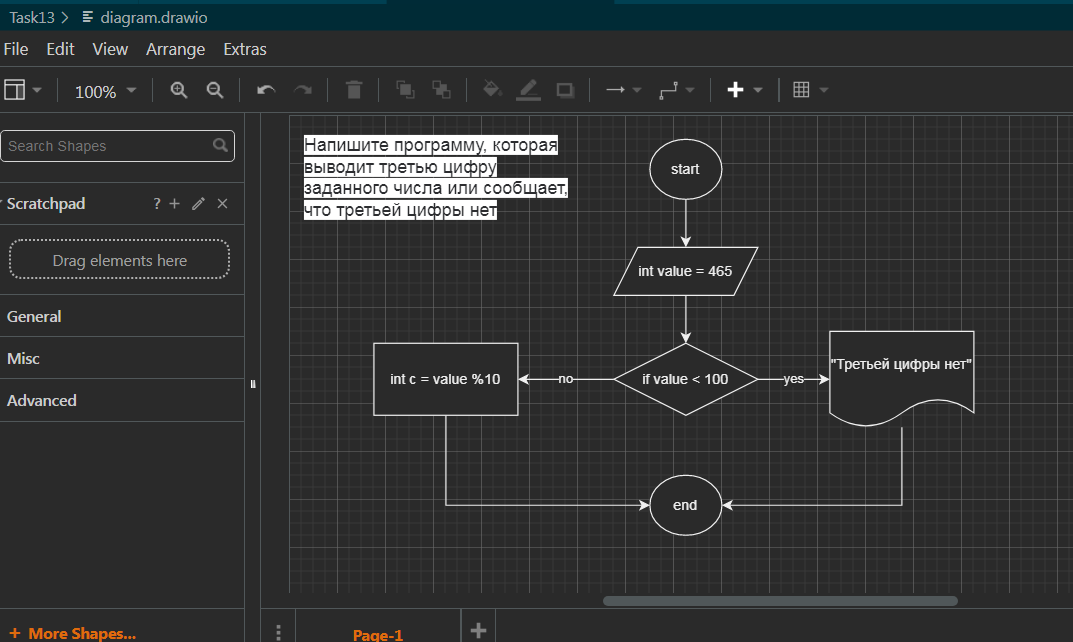 Task13 > diagram.drawio
File Edit View Arrange Extras
100%
Search Shapes
Scratchpad ? + ×
Drag elements here
General
Misc
Advanced
+ More Shapes...
Напишите программу, которая
выводит третью цифру
заданного числа или сообщает,
что третьей цифры нет
start
int value = 465
if value < 100
no
yes
int c = value %10
"Третьей цифры нет"
end
Page-1